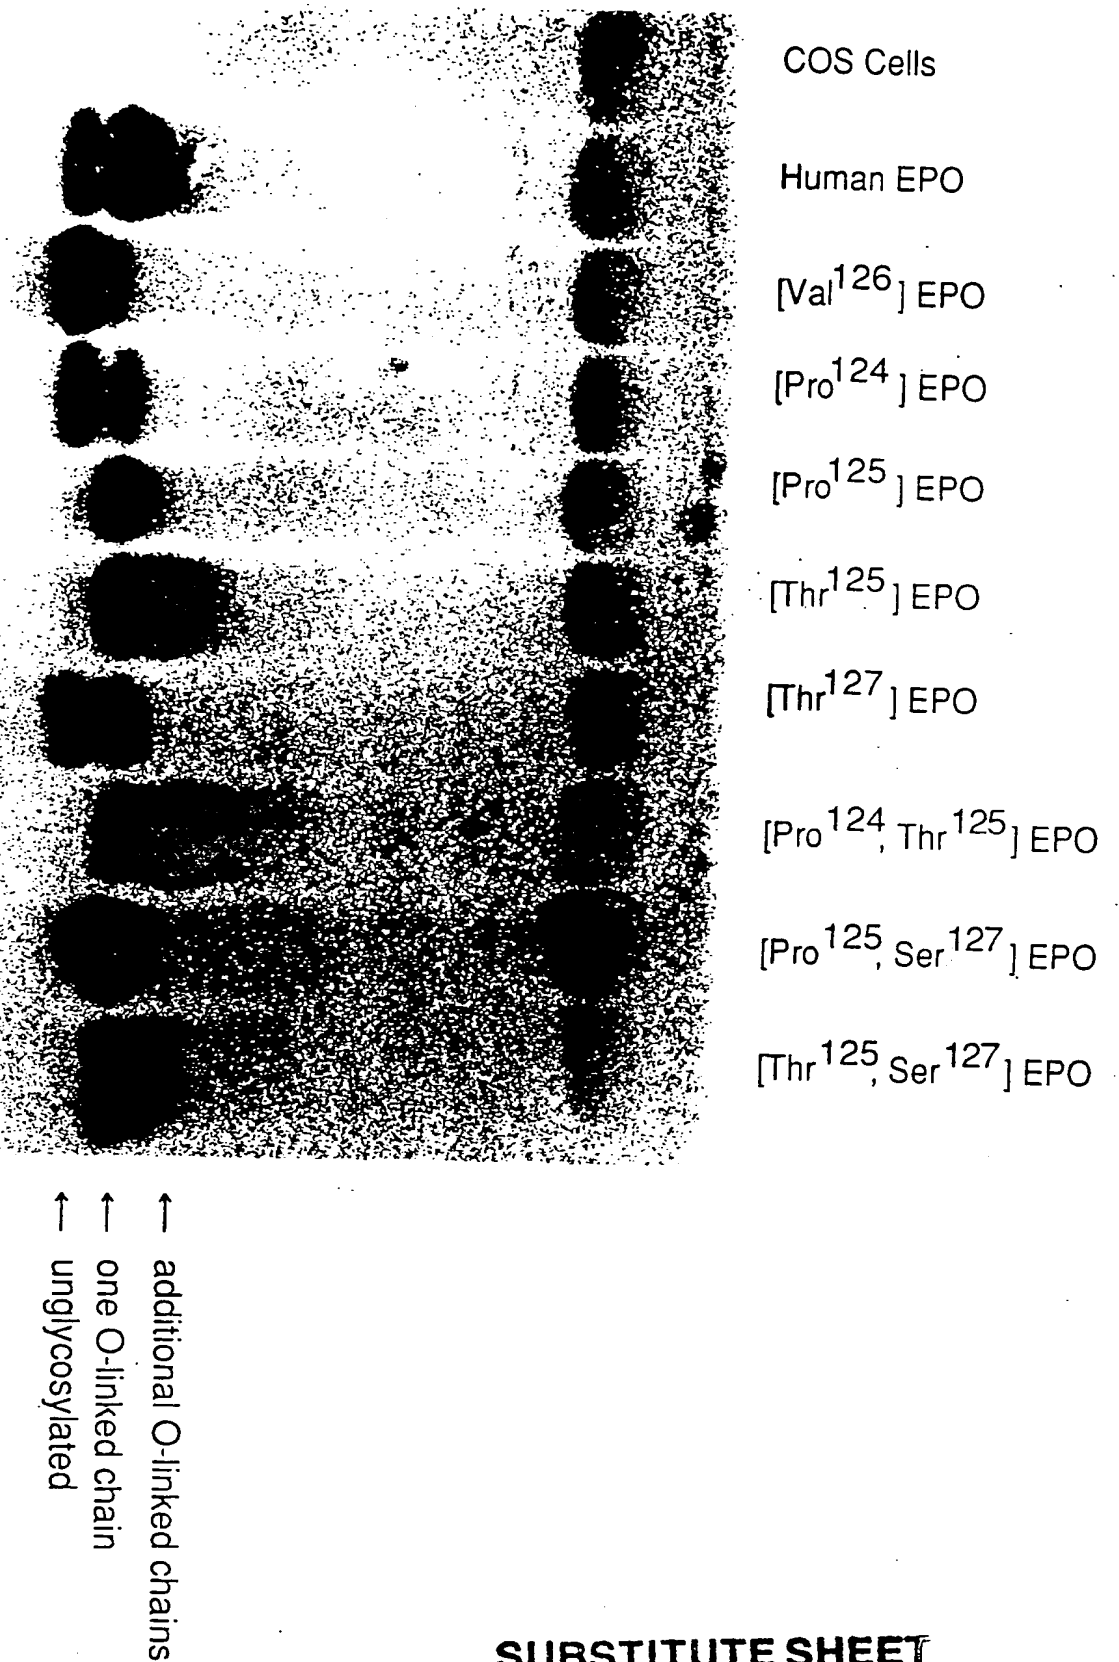 COS Cells
Human EPO
[Val126] EPO
[Pro124] EPO
[Pro125] EPO
[Thr125] EPO
[Thr127] EPO
[Pro124, Thr125] EPO
[Pro125, Ser127] EPO
[Thr125, Ser127] EPO
additional O-linked chains
one O-linked chain
unglycosylated
SUBSTITUTE SHEET